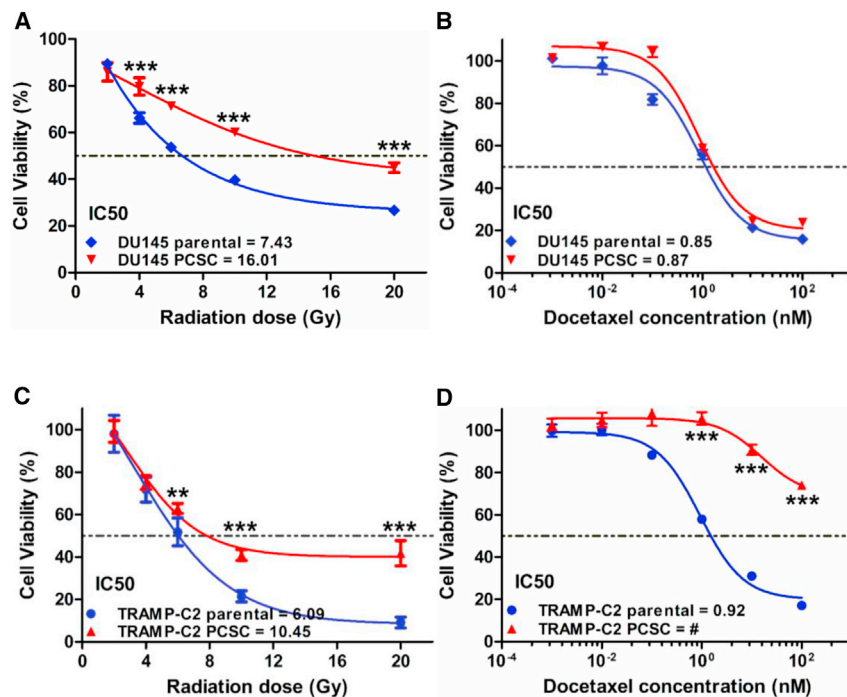 A
Cell Viability (%)
100
80
60
40
20
0
***
***
***
***
IC50
DU145 parental = 7.43
DU145 PCSC = 16.01
0 4 8 12 16 20
Radiation dose (Gy)
B
Cell Viability (%)
100
80
60
40
20
0
IC50
DU145 parental = 0.85
DU145 PCSC = 0.87
10-4 10-2 100 102
Docetaxel concentration (nM)
C
Cell Viability (%)
100
80
60
40
20
0
**
***
***
IC50
TRAMP-C2 parental = 6.09
TRAMP-C2 PCSC = 10.45
0 4 8 12 16 20
Radiation dose (Gy)
D
Cell Viability (%)
100
80
60
40
20
0
***
***
***
IC50
TRAMP-C2 parental = 0.92
TRAMP-C2 PCSC = #
10-4 10-2 100 102
Docetaxel concentration (nM)